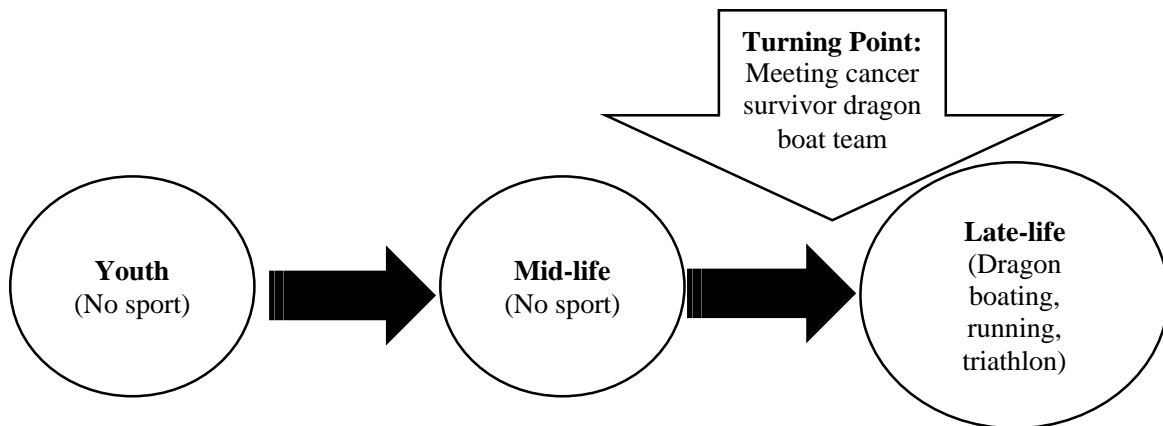 Turning Point:
Meeting cancer
survivor dragon
boat team
Youth
(No sport)
Mid-life
(No sport)
Late-life
(Dragon
boating,
running,
triathlon)